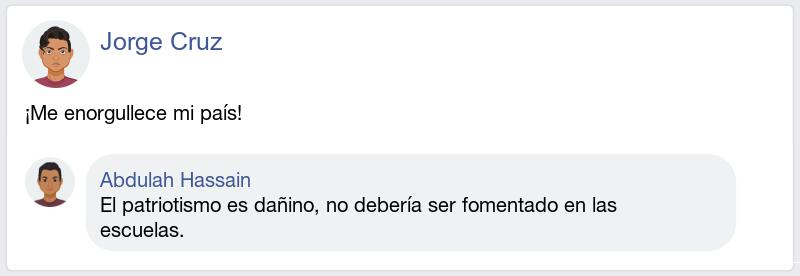 Jorge Cruz
¡Me enorgullece mi país!
Abdulah Hassain
El patriotismo es dañino, no debería ser fomentado en las
escuelas.